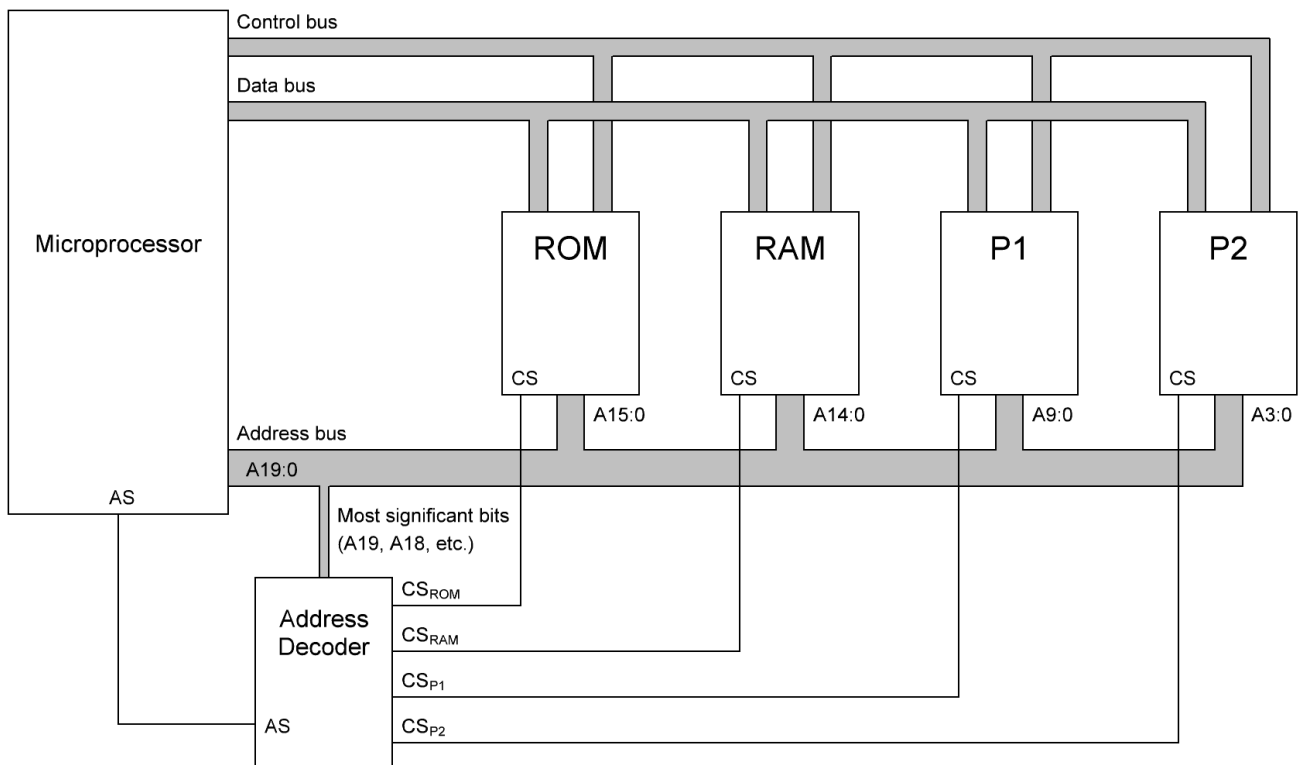 Control bus
Data bus
Microprocessor
ROM
RAM
P1
P2
CS
CS
CS
CS
A15:0
A14:0
A9:0
A3:0
Address bus
A19:0
AS
Most significant bits
(A19, A18, etc.)
CSROM
Address
Decoder
CSRAM
CSP1
AS
CSP2